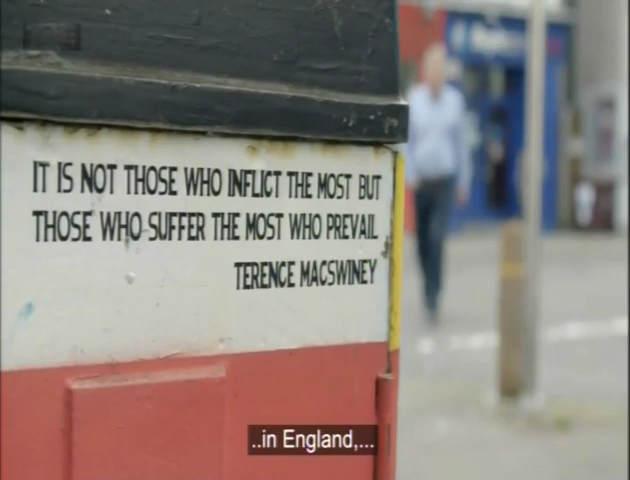 IT IS NOT THOSE WHO INFLICT THE MOST BUT
THOSE WHO SUFFER THE MOST WHO PREVAIL
TERENCE MACSWINEY
..in England,...